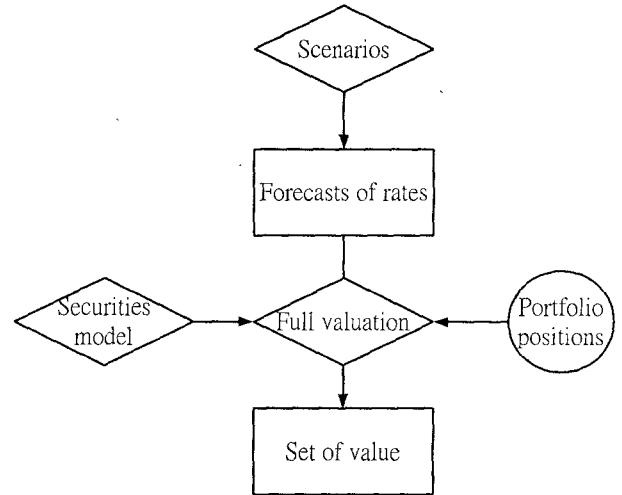 Scenarios
Forecasts of rates
Securities
model
Full valuation
Portfolio
positions
Set of value